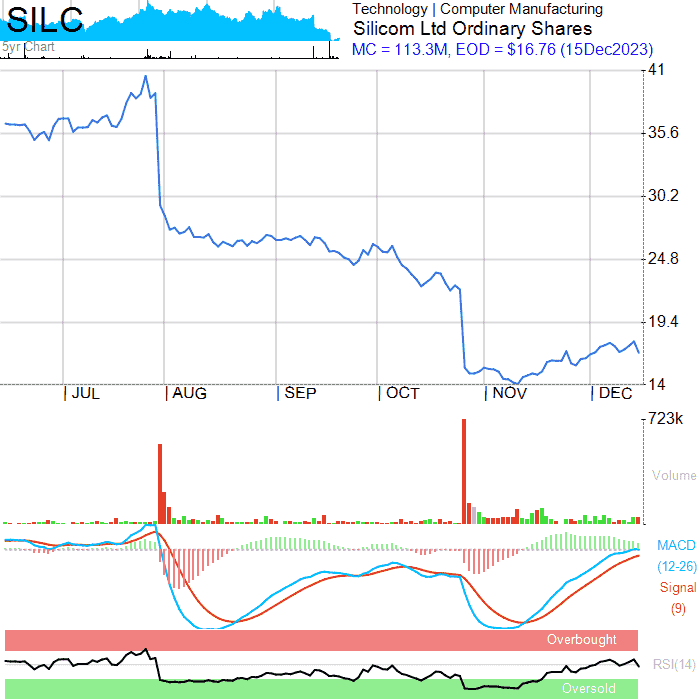 SILC
5yr Chart
Technology | Computer Manufacturing
Silicom Ltd Ordinary Shares
MC = 113.3M, EOD = $16.76 (15Dec2023)
41
35.6
30.2
24.8
19.4
14
JUL AUG SEP OCT NOV DEC
723k
Volume
MACD
(12-26)
Signal
(9)
Overbought
RSI(14)
Oversold